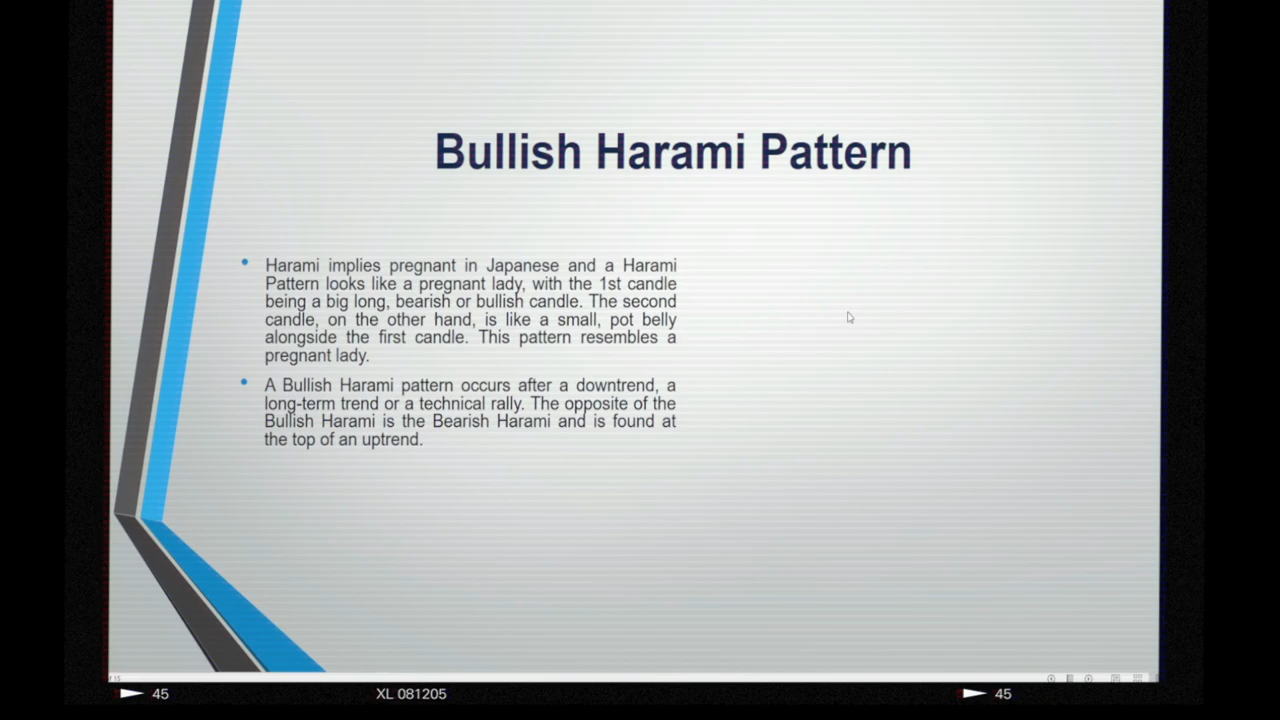 Bullish Harami Pattern
• Harami implies pregnant in Japanese and a Harami
Pattern looks like a pregnant lady, with the 1st candle
being a big long, bearish or bullish candle. The second
candle, on the other hand, is like a small, pot belly
alongside the first candle. This pattern resembles a
pregnant lady.
• A Bullish Harami pattern occurs after a downtrend, a
long-term trend or a technical rally. The opposite of the
Bullish Harami is the Bearish Harami and is found at
the top of an uptrend.
45 XL 081205 45